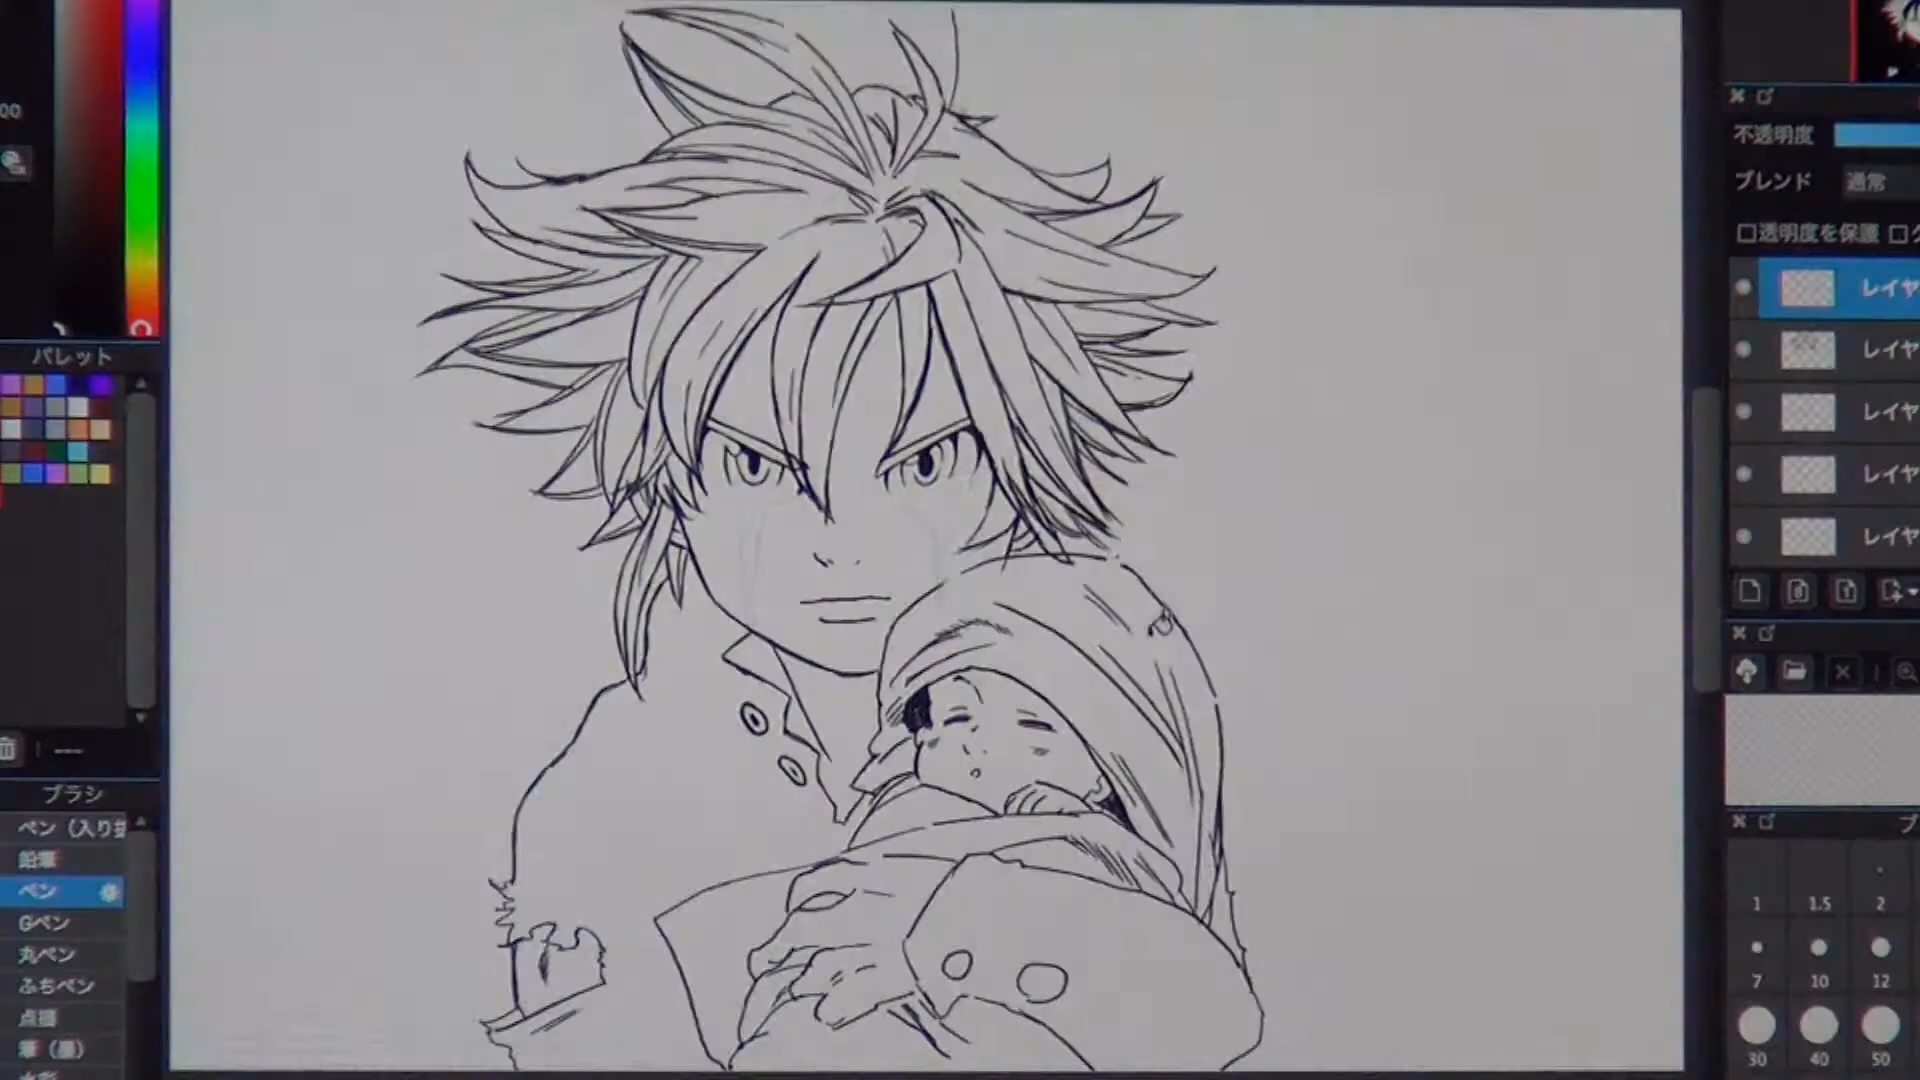 00
パレット
ブラシ
ペン（入り抜
鉛筆
ペン
Gペン
丸ペン
ふちペン
点描
筆（墨）
不透明度
ブレンド 通常
透明度を保護
レイヤ
レイヤ
レイヤ
レイヤ
レイヤ
ブ
1 1.5 2
7 10 12
30 40 50